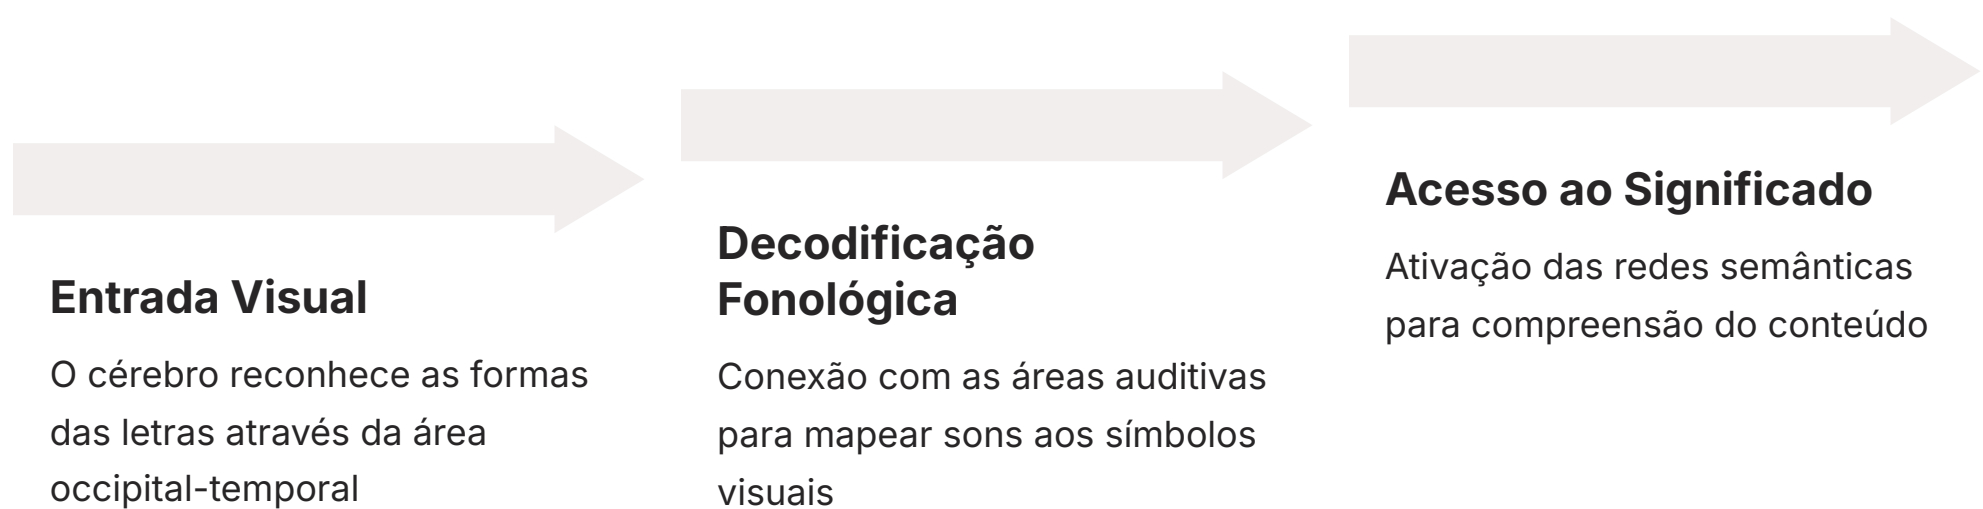 Entrada Visual
O cérebro reconhece as formas
das letras através da área
occipital-temporal
Decodificação
Fonológica
Conexão com as áreas auditivas
para mapear sons aos símbolos
visuais
Acesso ao Significado
Ativação das redes semânticas
para compreensão do conteúdo